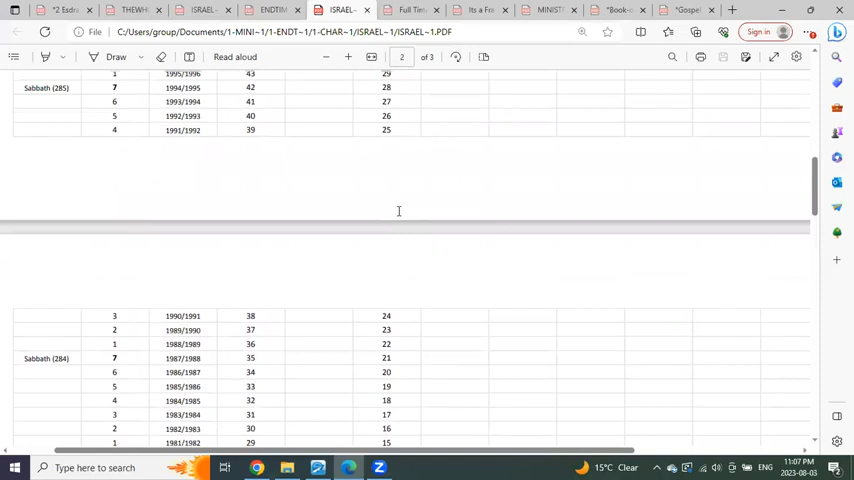 *2 Esdra
THEWHO
iSRAEL-
ENDTIM
ISRAEL~
Full Tim
Its a Fre
MINIST
*Book-o
*Gospel
File
C:/Users/group/Documents/1-MINI~1/1-ENDT~1/1-CHAR~1/ISRAEL~1/ISRAEL~1.PDF
Sign in
Draw
Read aloud
2
of 3
1 1995/1996 43 29
Sabbath (285) 7 1994/1995 42 28
6 1993/1994 41 27
5 1992/1993 40 26
4 1991/1992 39 25
3 1990/1991 38 24
2 1989/1990 37 23
1 1988/1989 36 22
Sabbath (284) 7 1987/1988 35 21
6 1986/1987 34 20
5 1985/1986 33 19
4 1984/1985 32 18
3 1983/1984 31 17
2 1982/1983 30 16
1 1981/1982 29 15
Type here to search
15°C Clear
ENG
11:07 PM
2023-08-03
2